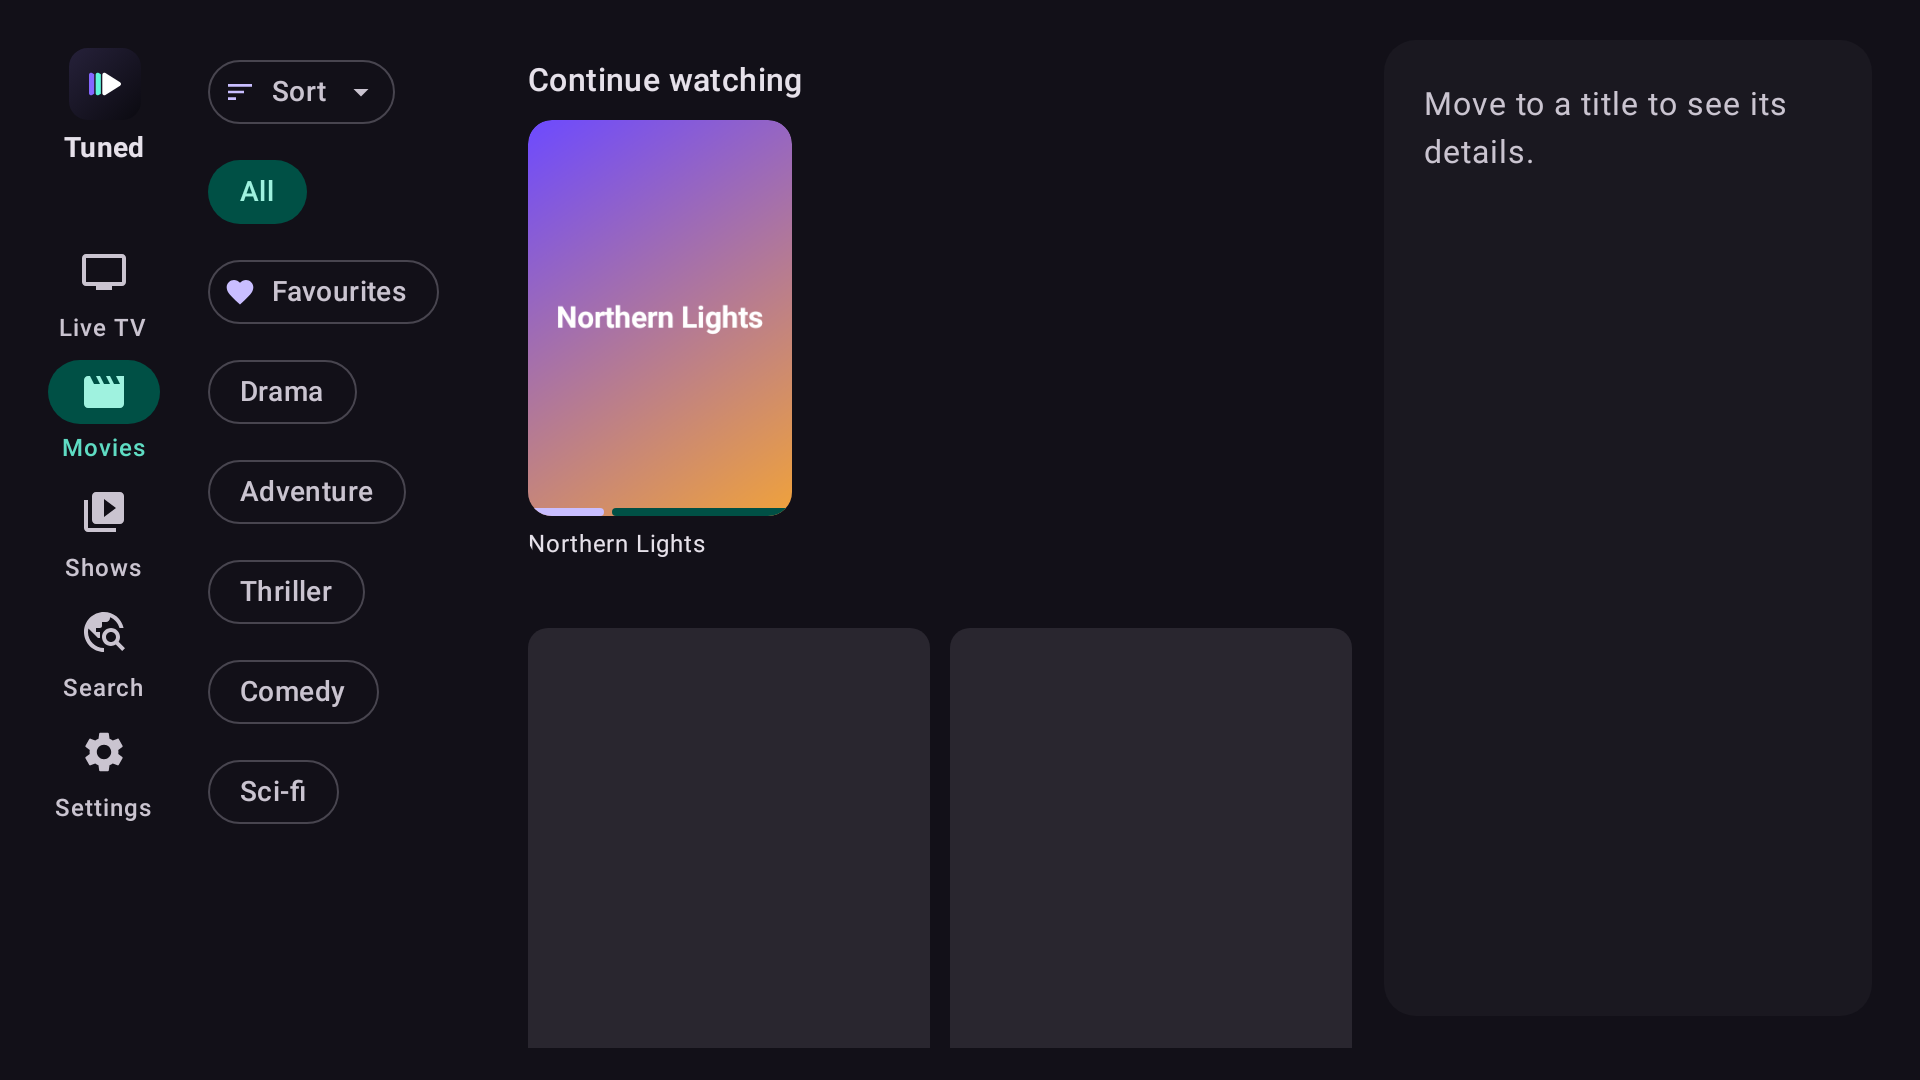 Tuned
Live TV
Movies
Shows
Search
Settings
Sort
All
Favourites
Drama
Adventure
Thriller
Comedy
Sci-fi
Continue watching
Northern Lights
Northern Lights
Move to a title to see its
details.